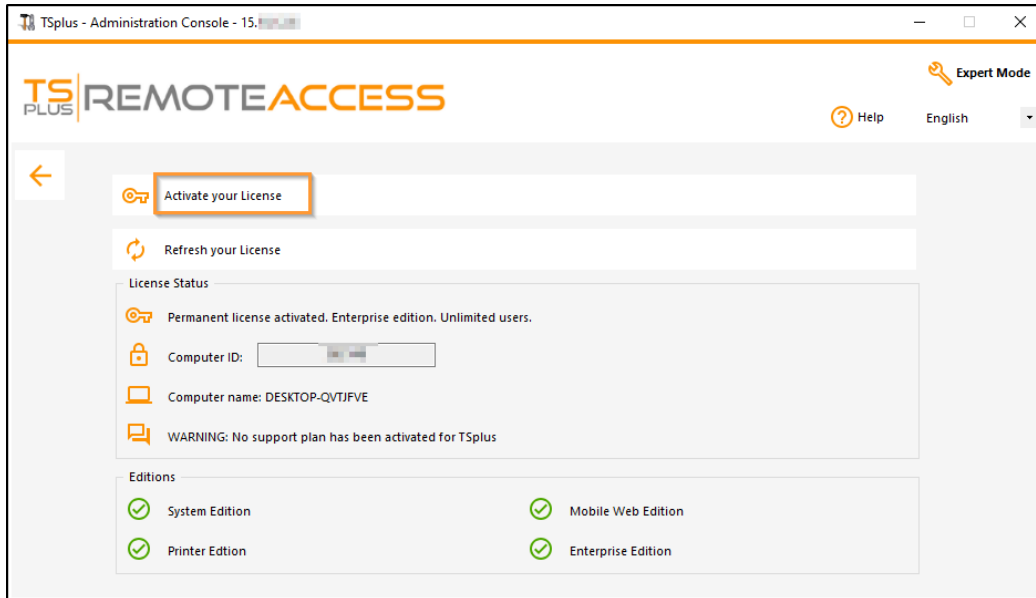 TSplus - Administration Console - 15.
Expert Mode
TS PLUS REMOTEACCESS
Help
English
Activate your License
Refresh your License
License Status
Permanent license activated. Enterprise edition. Unlimited users.
Computer ID:
Computer name: DESKTOP-QVTJFVE
WARNING: No support plan has been activated for TSplus
Editions
System Edition
Mobile Web Edition
Printer Edtion
Enterprise Edition